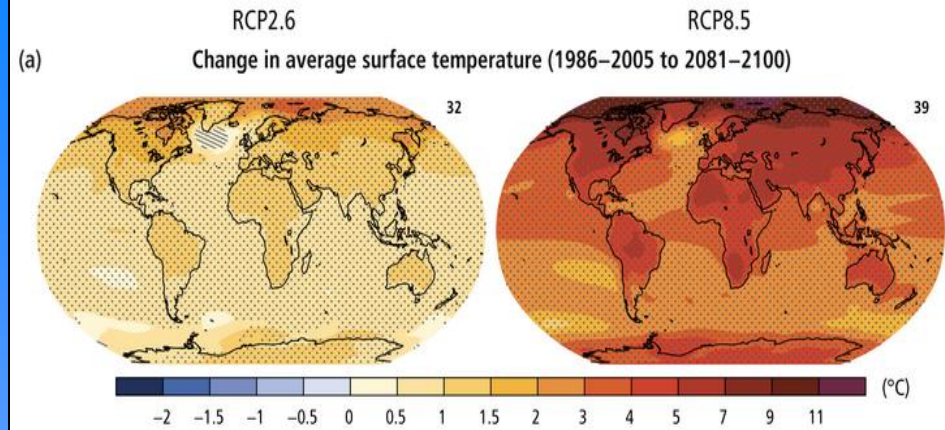 RCP2.6 RCP8.5
(a) Change in average surface temperature (1986–2005 to 2081–2100)
32 39
(°C)
−2 −1.5 −1 −0.5 0 0.5 1 1.5 2 3 4 5 7 9 11